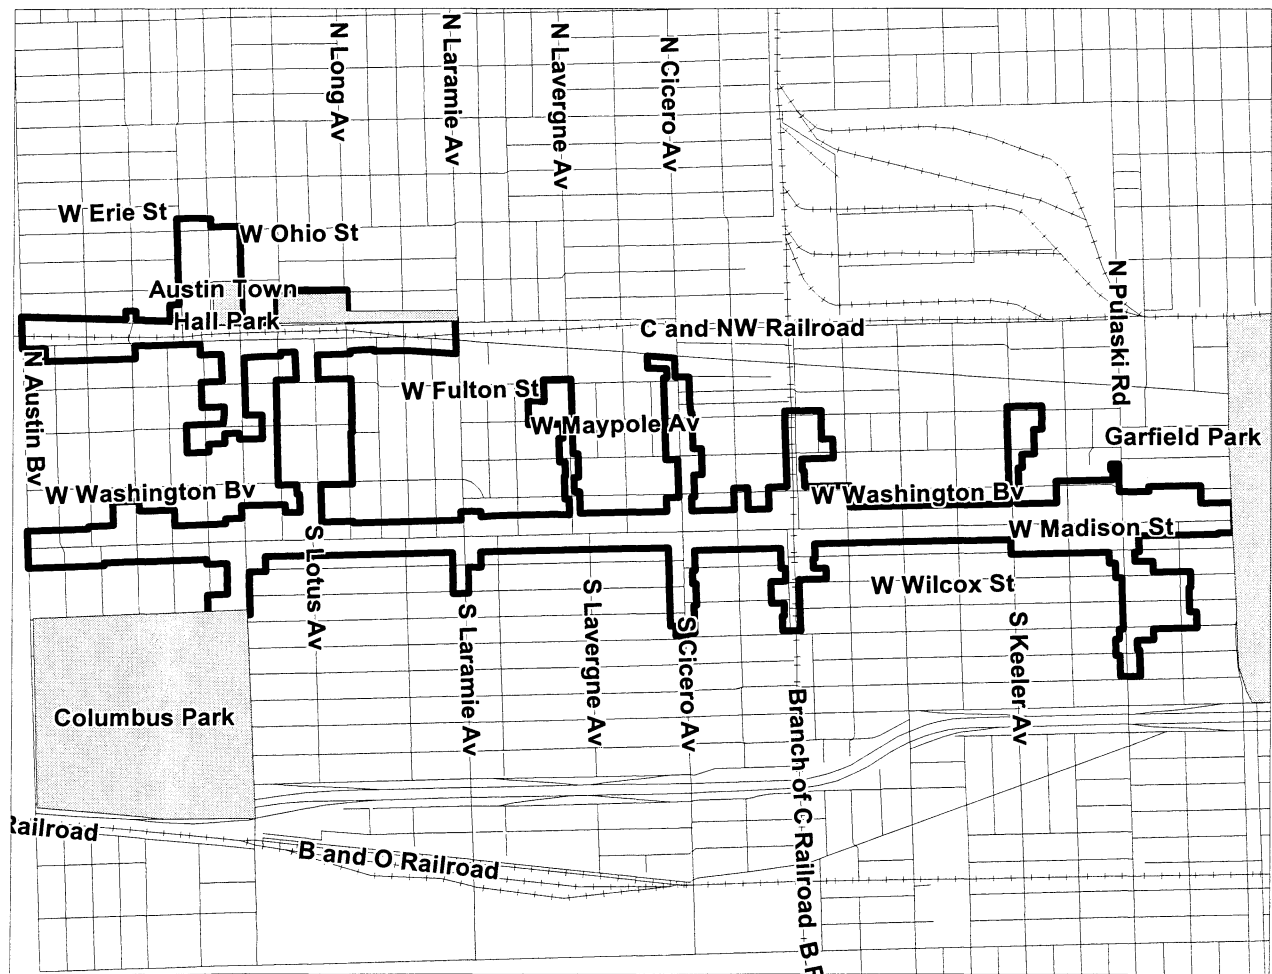 N Long Av
N Laramie Av
N Lavergne Av
N Cicero Av
W Erie St
W Ohio St
Austin Town
Hall Park
C and NW Railroad
N Pulaski Rd
N Austin Bv
W Fulton St
W Maypole Av
Garfield Park
W Washington Bv
W Washington Bv
W Madison St
S Lotus Av
W Wilcox St
S Laramie Av
S Lavergne Av
S Cicero Av
S Keeler Av
Columbus Park
Branch of C Railroad B
Railroad
B and O Railroad